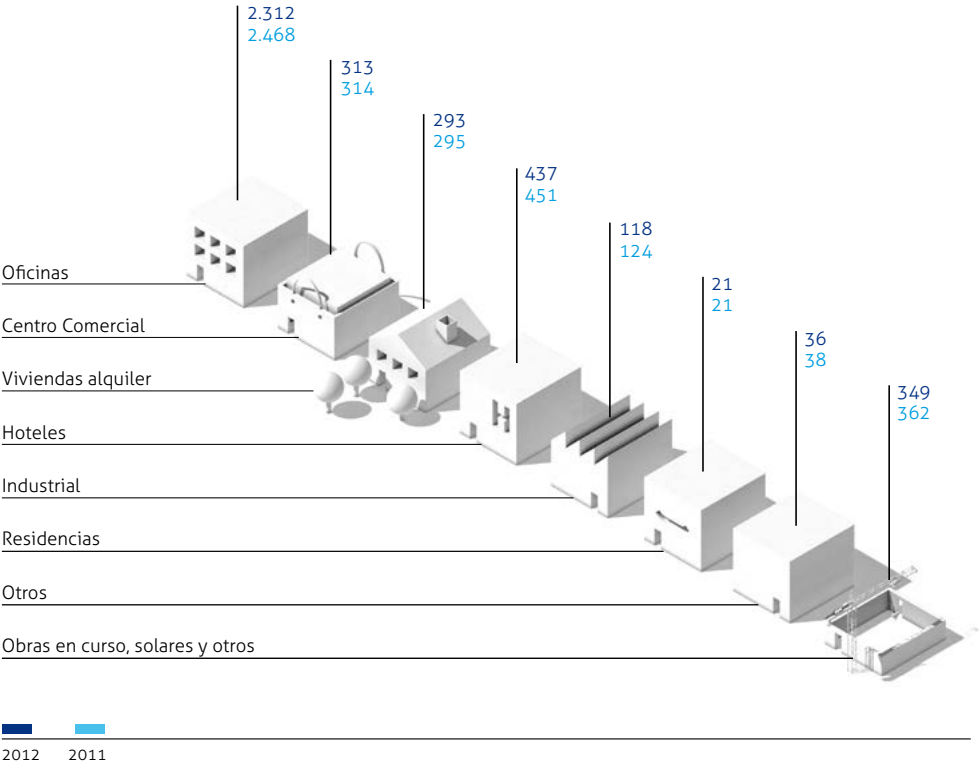 2.312
2.468
313
314
293
295
437
451
118
124
21
21
36
38
349
362
Oficinas
Centro Comercial
Viviendas alquiler
Hoteles
Industrial
Residencias
Otros
Obras en curso, solares y otros
2012 2011